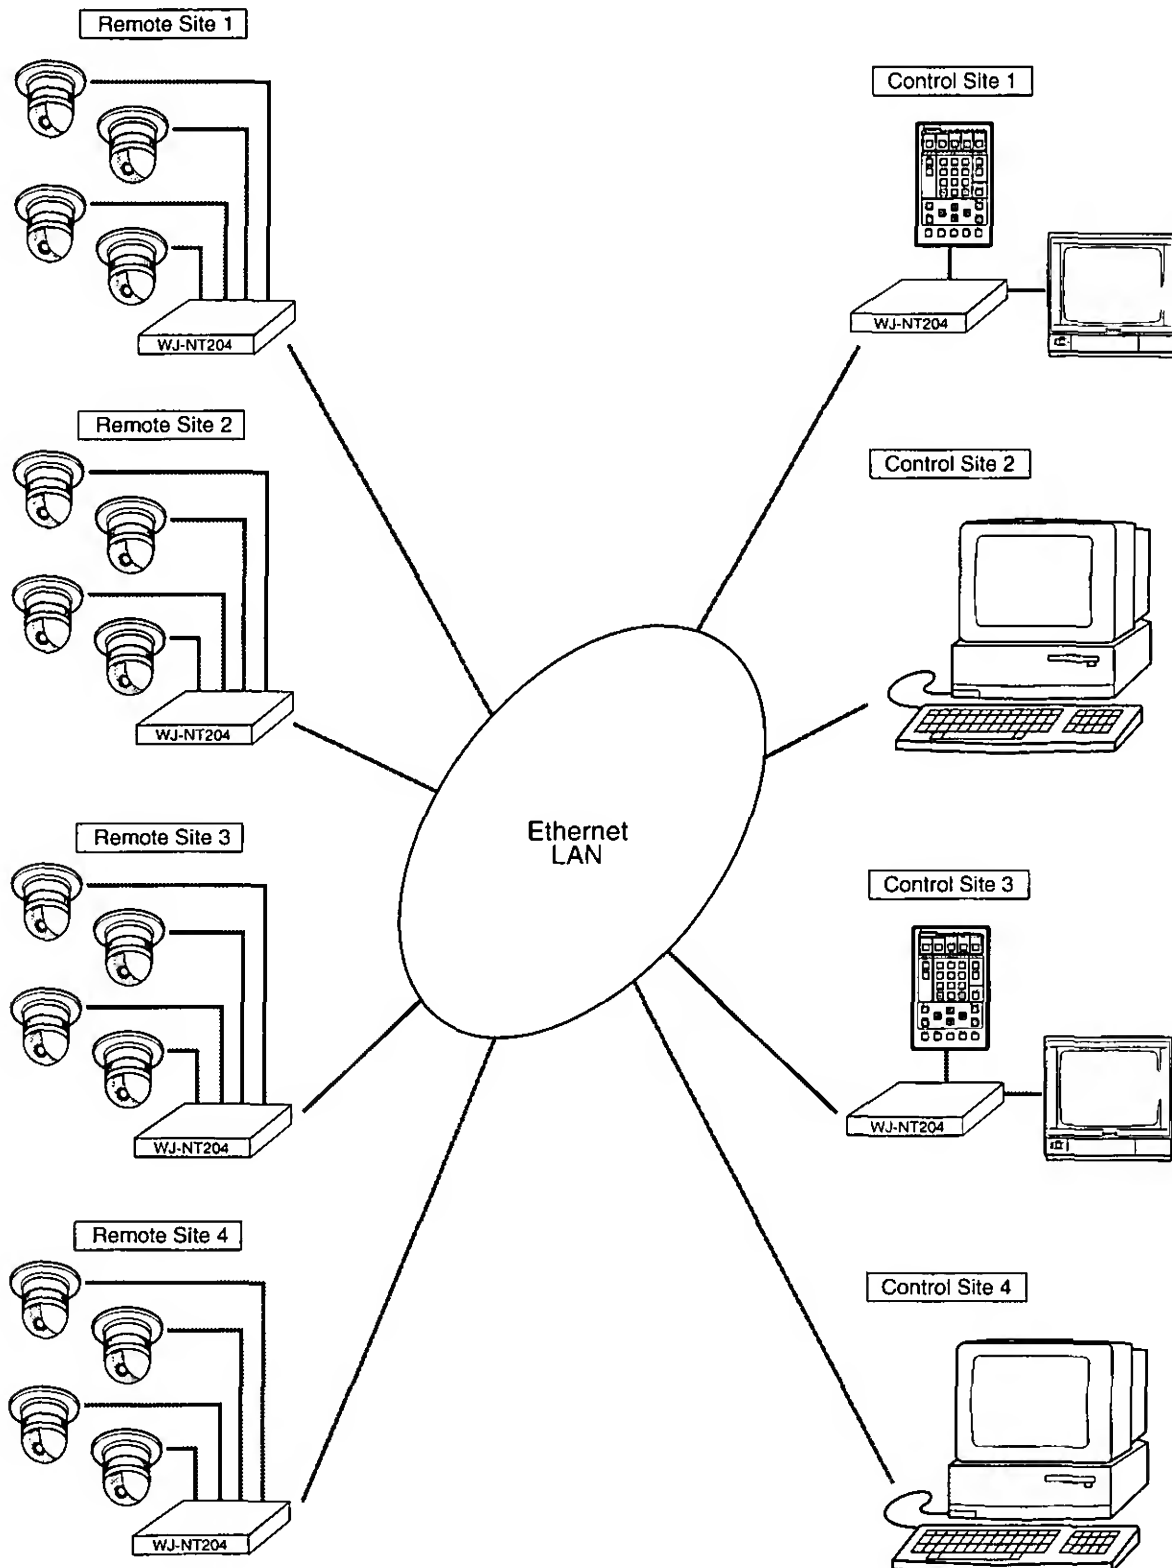 Remote Site 1
WJ-NT204
Remote Site 2
WJ-NT204
Remote Site 3
WJ-NT204
Remote Site 4
WJ-NT204
Ethernet
LAN
Control Site 1
WJ-NT204
Control Site 2
Control Site 3
WJ-NT204
Control Site 4